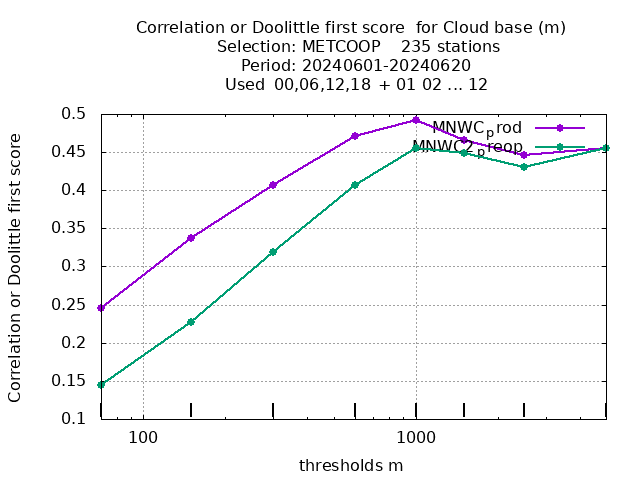 Correlation or Doolittle first score  for Cloud base (m)
Selection: METCOOP    235 stations
Period: 20240601-20240620
Used  00,06,12,18 + 01 02 ... 12
Correlation or Doolittle first score
0.5
0.45
0.4
0.35
0.3
0.25
0.2
0.15
0.1
MNWCprod
MNWC2preop
100
1000
thresholds m